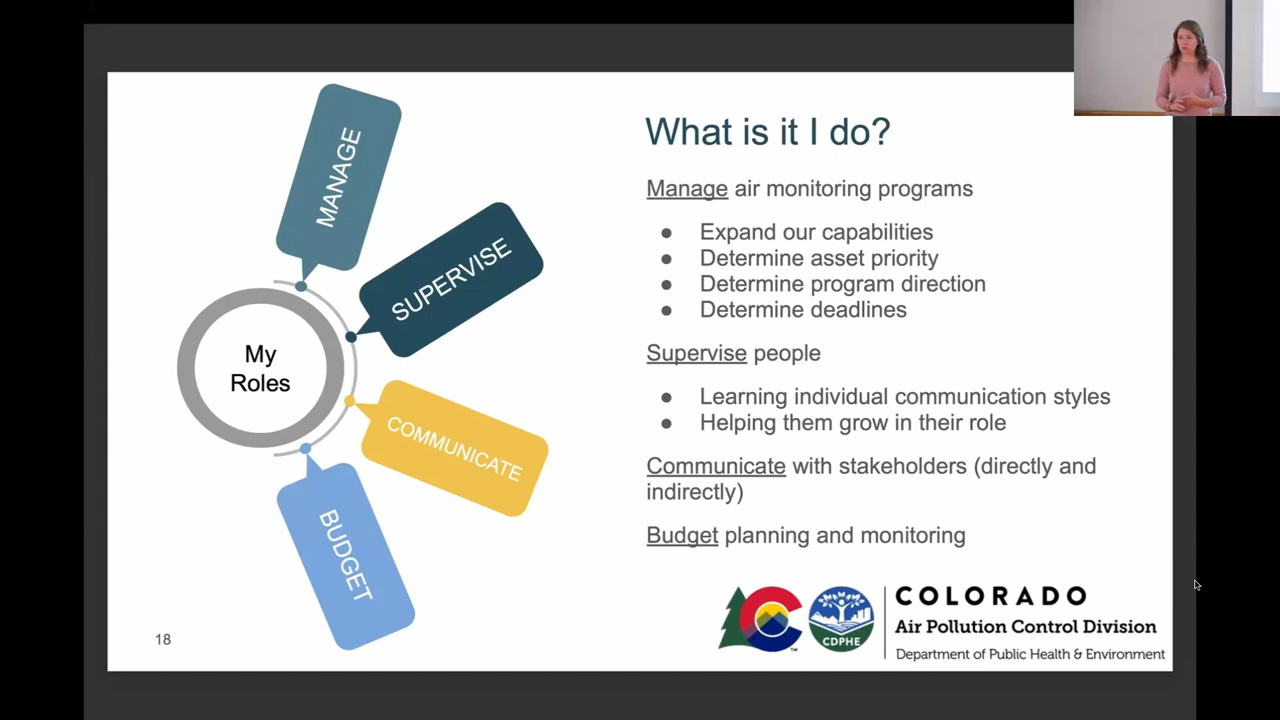 MANAGE
SUPERVISE
My
Roles
COMMUNICATE
BUDGET
18
What is it I do?
Manage air monitoring programs
● Expand our capabilities
● Determine asset priority
● Determine program direction
● Determine deadlines
Supervise people
● Learning individual communication styles
● Helping them grow in their role
Communicate with stakeholders (directly and
indirectly)
Budget planning and monitoring
CDPHE
TM
COLORADO
Air Pollution Control Division
Department of Public Health & Environment